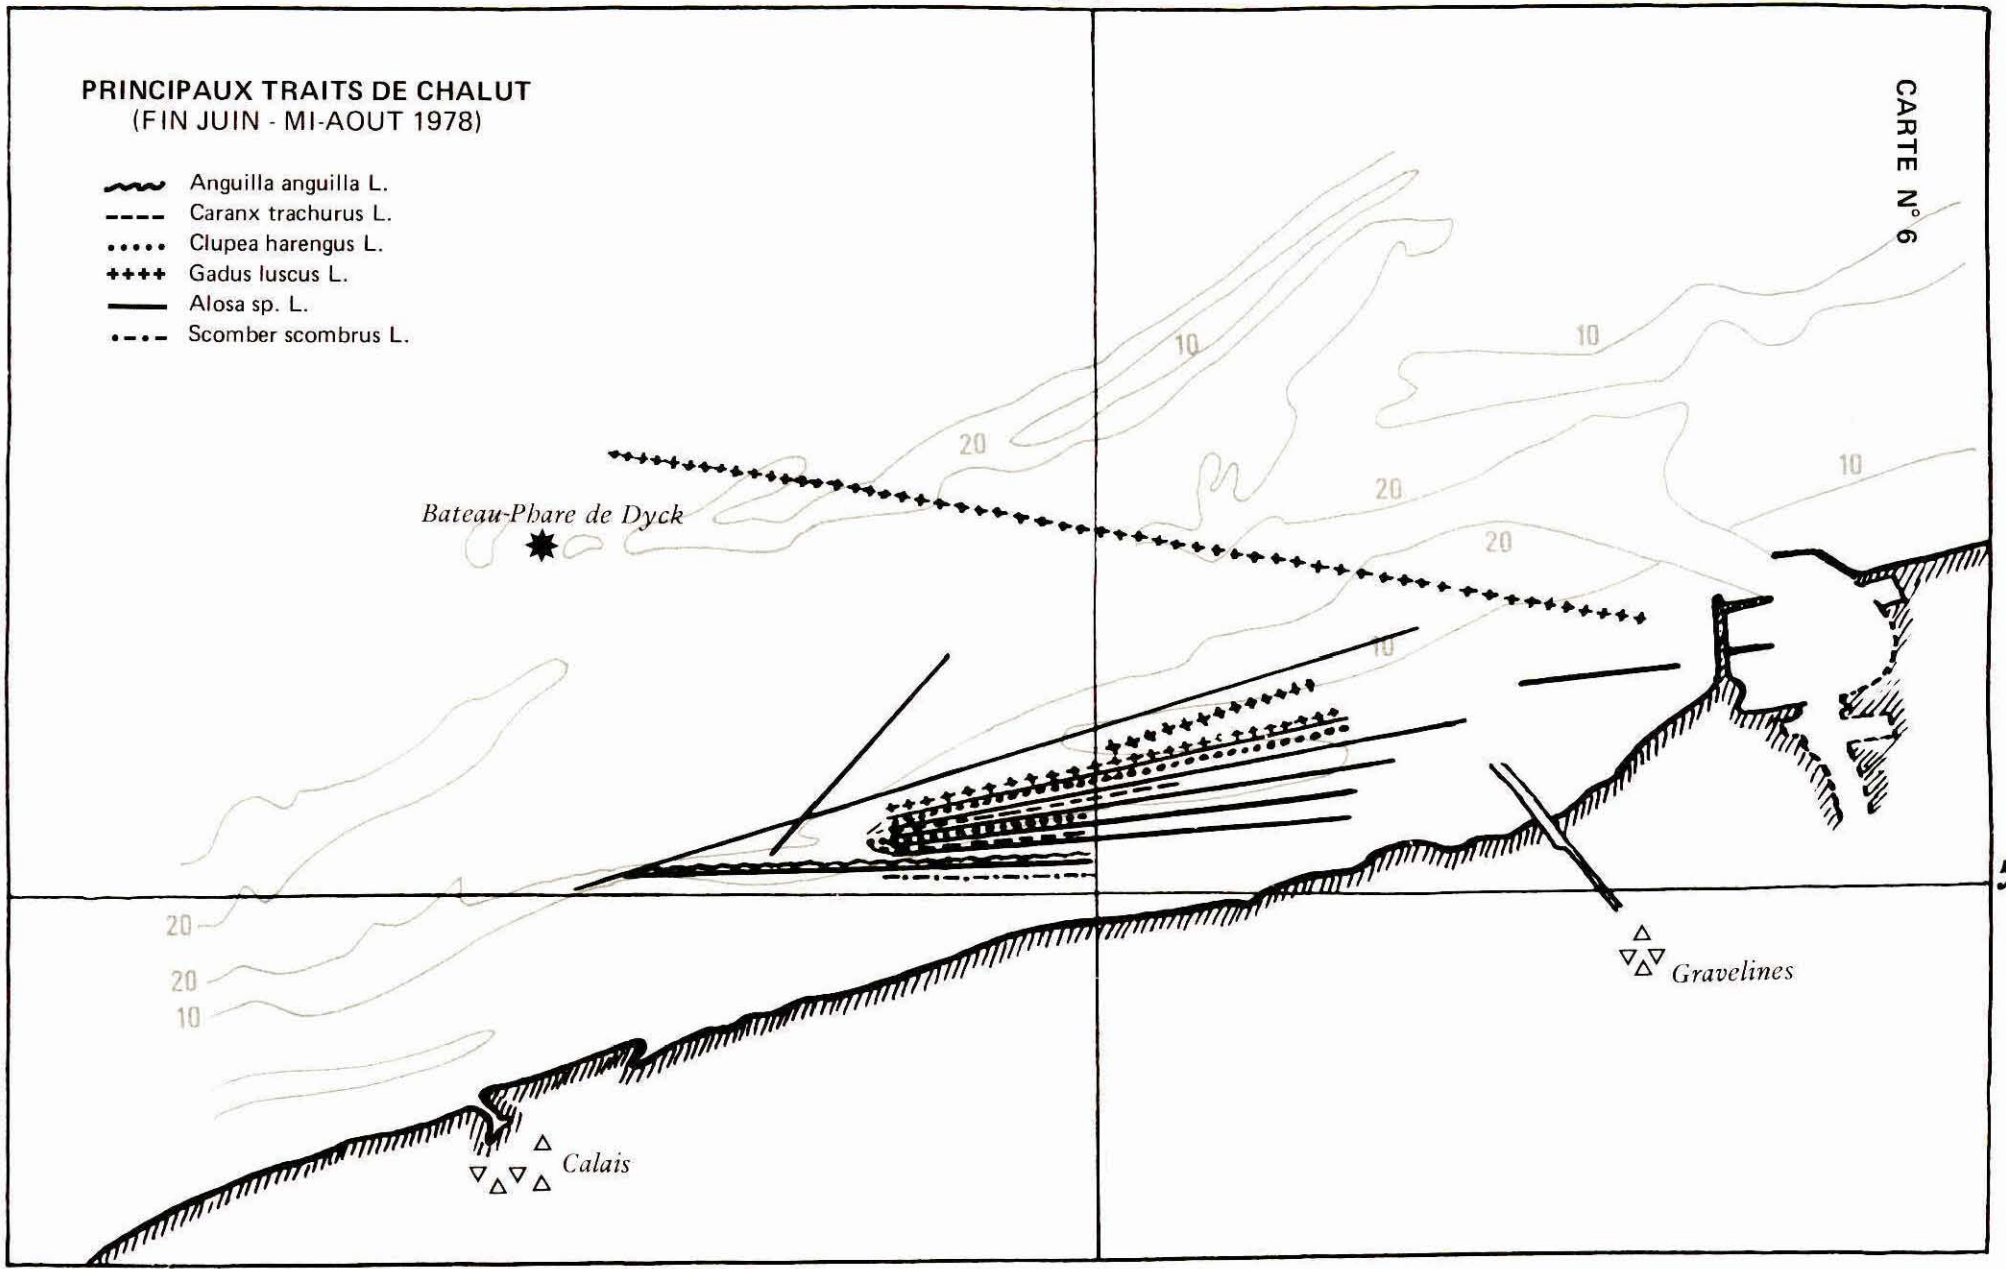 PRINCIPAUX TRAITS DE CHALUT
(FIN JUIN - MI-AOUT 1978)
Anguilla anguilla L.
Caranx trachurus L.
Clupea harengus L.
Gadus luscus L.
Alosa sp. L.
Scomber scombrus L.
CARTE N° 6
10
10
20
10
20
Bateau-Phare de Dyck
20
10
20
20
10
Gravelines
Calais